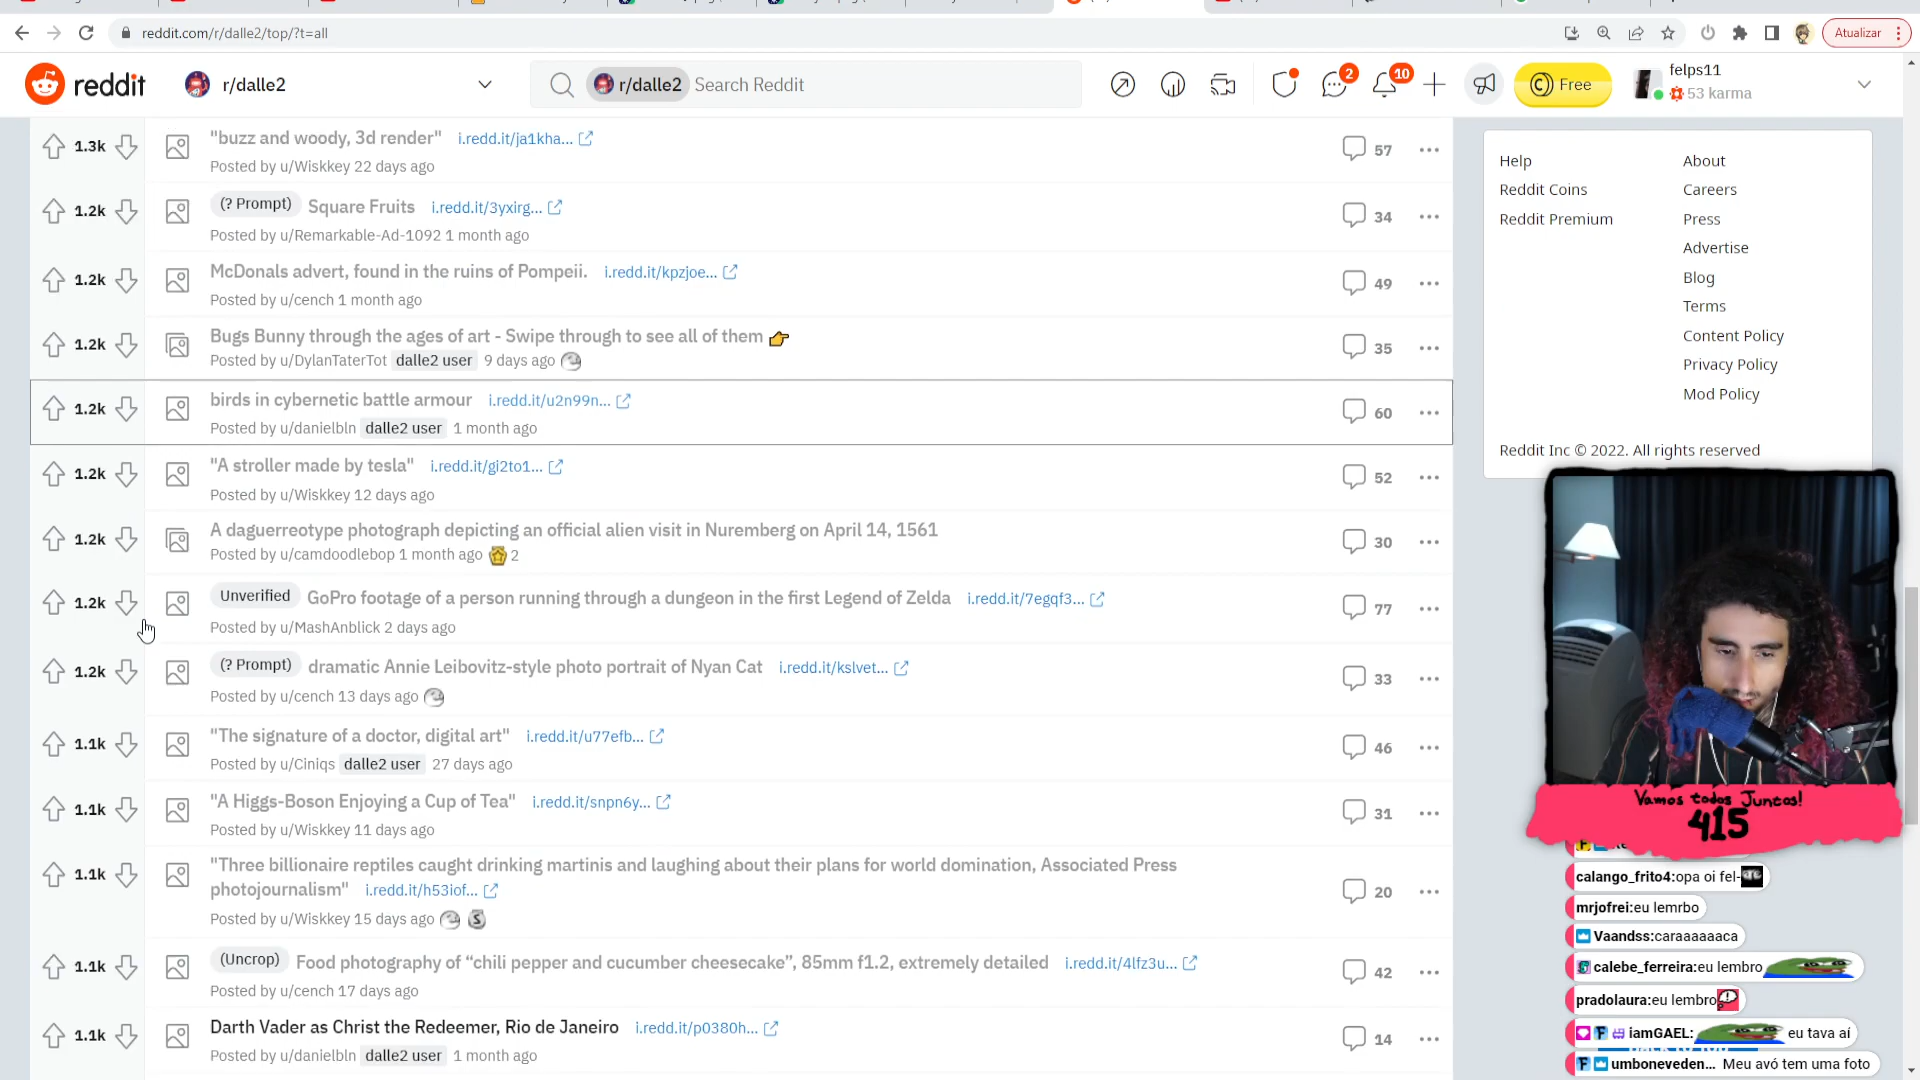 reddit.com/r/dalle2/top/?t=all
Atualizar
reddit
r/dalle2
r/dalle2 Search Reddit
2
10
Free
felps11
53 karma
1.3k
"buzz and woody, 3d render" i.redd.it/ja1kha...
57
Posted by u/Wiskkey 22 days ago
1.2k
(? Prompt) Square Fruits i.redd.it/3yxirg...
34
Posted by u/Remarkable-Ad-1092 1 month ago
1.2k
McDonals advert, found in the ruins of Pompeii. i.redd.it/kpzjoe...
49
Posted by u/cench 1 month ago
1.2k
Bugs Bunny through the ages of art - Swipe through to see all of them 👉
35
Posted by u/DylanTaterTot dalle2 user 9 days ago
1.2k
birds in cybernetic battle armour i.redd.it/u2n99n...
60
Posted by u/danielbln dalle2 user 1 month ago
1.2k
"A stroller made by tesla" i.redd.it/gi2to1...
52
Posted by u/Wiskkey 12 days ago
1.2k
A daguerreotype photograph depicting an official alien visit in Nuremberg on April 14, 1561
30
Posted by u/camdoodlebop 1 month ago 2
1.2k
Unverified GoPro footage of a person running through a dungeon in the first Legend of Zelda i.redd.it/7egqf3...
77
Posted by u/MashAnblick 2 days ago
1.2k
(? Prompt) dramatic Annie Leibovitz-style photo portrait of Nyan Cat i.redd.it/kslvet...
33
Posted by u/cench 13 days ago
1.1k
"The signature of a doctor, digital art" i.redd.it/u77efb...
46
Posted by u/Ciniqs dalle2 user 27 days ago
1.1k
"A Higgs-Boson Enjoying a Cup of Tea" i.redd.it/snpn6y...
31
Posted by u/Wiskkey 11 days ago
1.1k
"Three billionaire reptiles caught drinking martinis and laughing about their plans for world domination, Associated Press
photojournalism" i.redd.it/h53iof...
20
Posted by u/Wiskkey 15 days ago
1.1k
(Uncrop) Food photography of “chili pepper and cucumber cheesecake”, 85mm f1.2, extremely detailed i.redd.it/4lfz3u...
42
Posted by u/cench 17 days ago
1.1k
Darth Vader as Christ the Redeemer, Rio de Janeiro i.redd.it/p0380h...
14
Posted by u/danielbln dalle2 user 1 month ago
Help
About
Reddit Coins
Careers
Reddit Premium
Press
Advertise
Blog
Terms
Content Policy
Privacy Policy
Mod Policy
Reddit Inc © 2022. All rights reserved
Vamos todos Juntos!
415
calango_frito4:opa oi fel-
mrjofrei:eu lemrbo
Vaandss:caraaaaaaca
calebe_ferreira:eu lembro
pradolaura:eu lembro
iamGAEL: eu tava aí
umboneveden... Meu avó tem uma foto